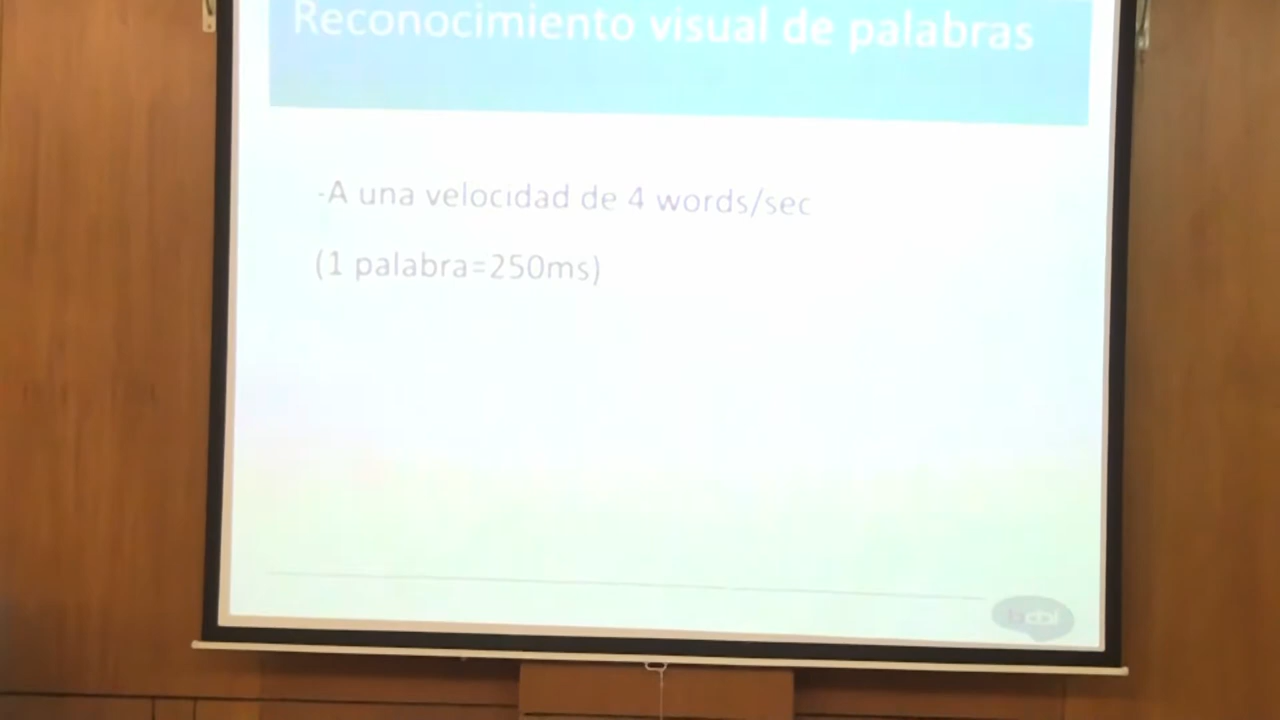 Reconocimiento visual de palabras
-A una velocidad de 4 words/sec
(1 palabra=250ms)